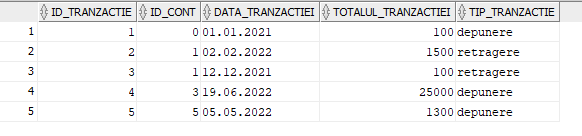 ID_TRANZACTIE ID_CONT DATA_TRANZACTIEI TOTALUL_TRANZACTIEI TIP_TRANZACTIE
1 1 0 01.01.2021 100 depunere
2 2 1 02.02.2022 1500 retragere
3 3 1 12.12.2021 100 retragere
4 4 3 19.06.2022 25000 depunere
5 5 5 05.05.2022 1300 depunere